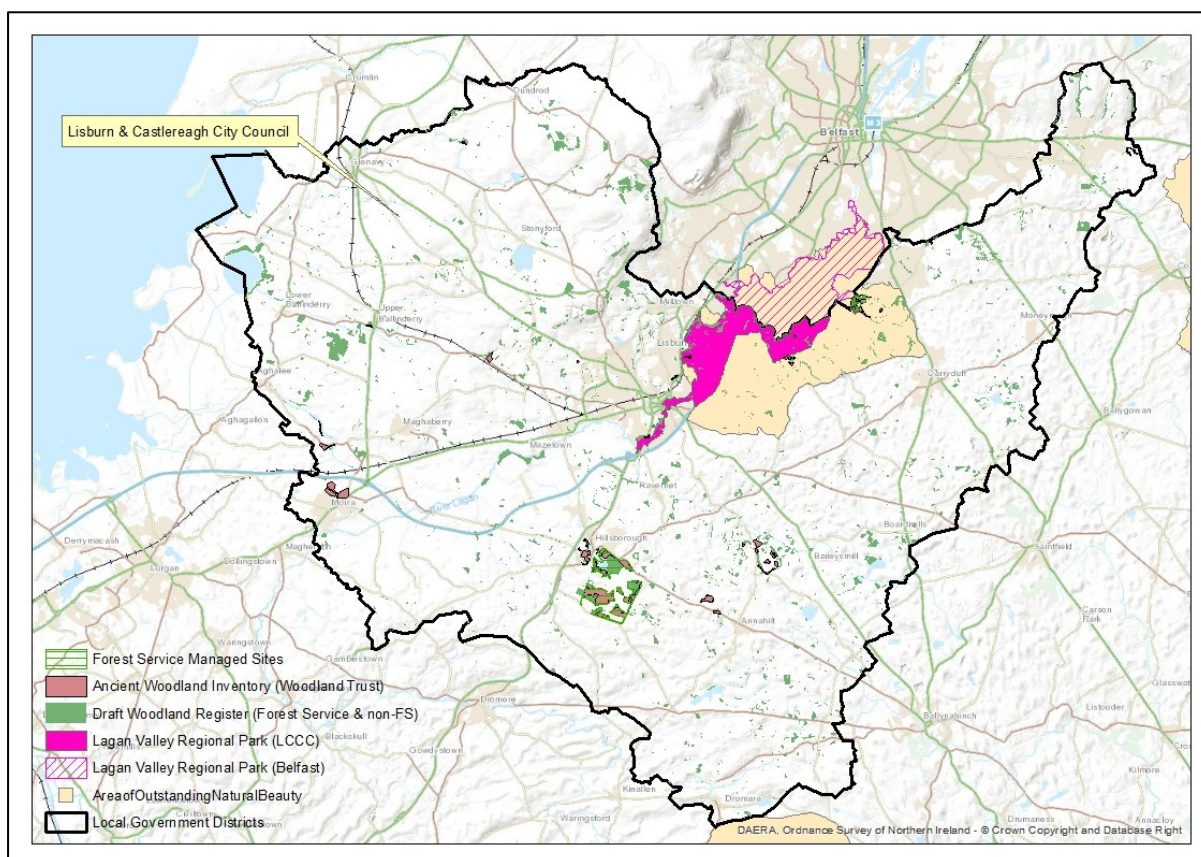 Crumlin
Dundrod
Belfast
M 3
Lisburn & Castlereagh City Council
Glenavy
Stonyford
Lower
Ballinderry
Upper
Ballinderry
Milltown
Lisburn
Moneyreagh
Carryduff
Aghalee
Aghagallon
Maghaberry
Mazetown
Ballygowan
River Lagan
Ravernet
Moira
Derrymacash
Dollingstown
Lurgan
Hillsborough
Boardmills
Baileysmill
Saintfield
Annahilt
Waringstown
Gamblestown
Dromore
Blackskull
Gowdystown
Ballynahinch
Listooder
Kilmore
Kinallen
Dromara
Waringsford
Drumaness
Annacloy
Forest Service Managed Sites
Ancient Woodland Inventory (Woodland Trust)
Draft Woodland Register (Forest Service & non-FS)
Lagan Valley Regional Park (LCCC)
Lagan Valley Regional Park (Belfast)
AreaofOutstandingNaturalBeauty
Local Government Districts
DAERA, Ordnance Survey of Northern Ireland - © Crown Copyright and Database Right